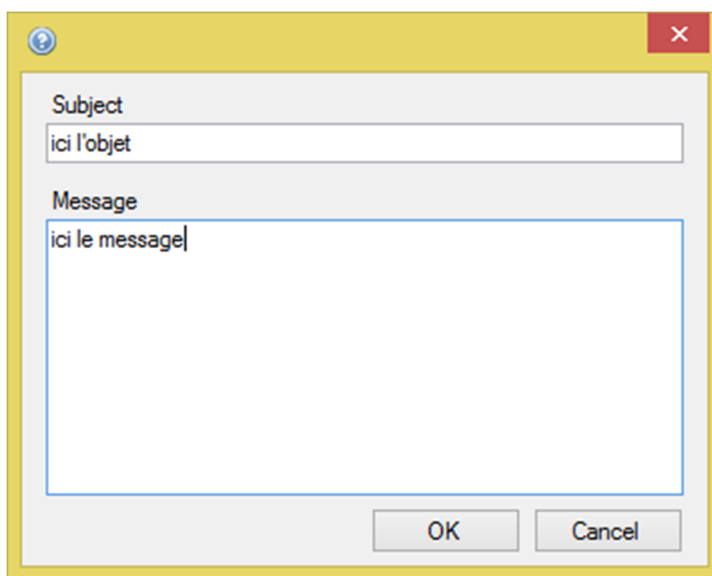 Subject
ici l'objet
Message
ici le message
OK
Cancel